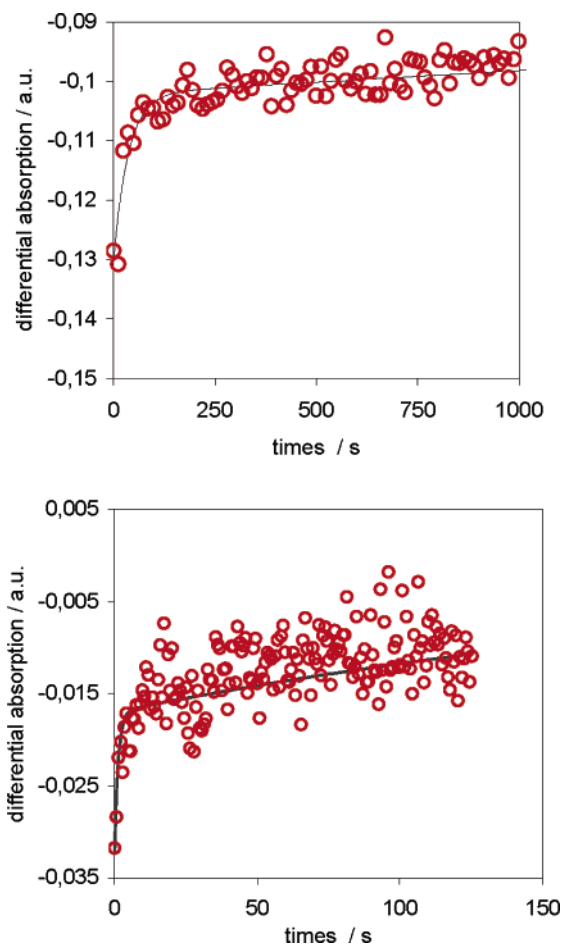 -0,09
-0,1
-0,11
-0,12
-0,13
-0,14
-0,15
differential absorption / a.u.
0 250 500 750 1000
times / s
0,005
-0,005
-0,015
-0,025
-0,035
differential absorption / a.u.
0 50 100 150
times / s